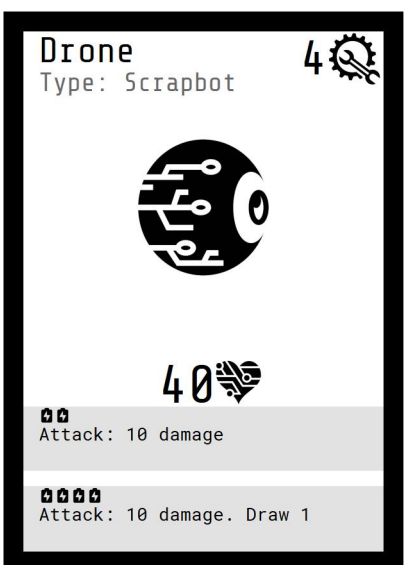 Drone
4
Type: Scrapbot
40
Attack: 10 damage
Attack: 10 damage. Draw 1